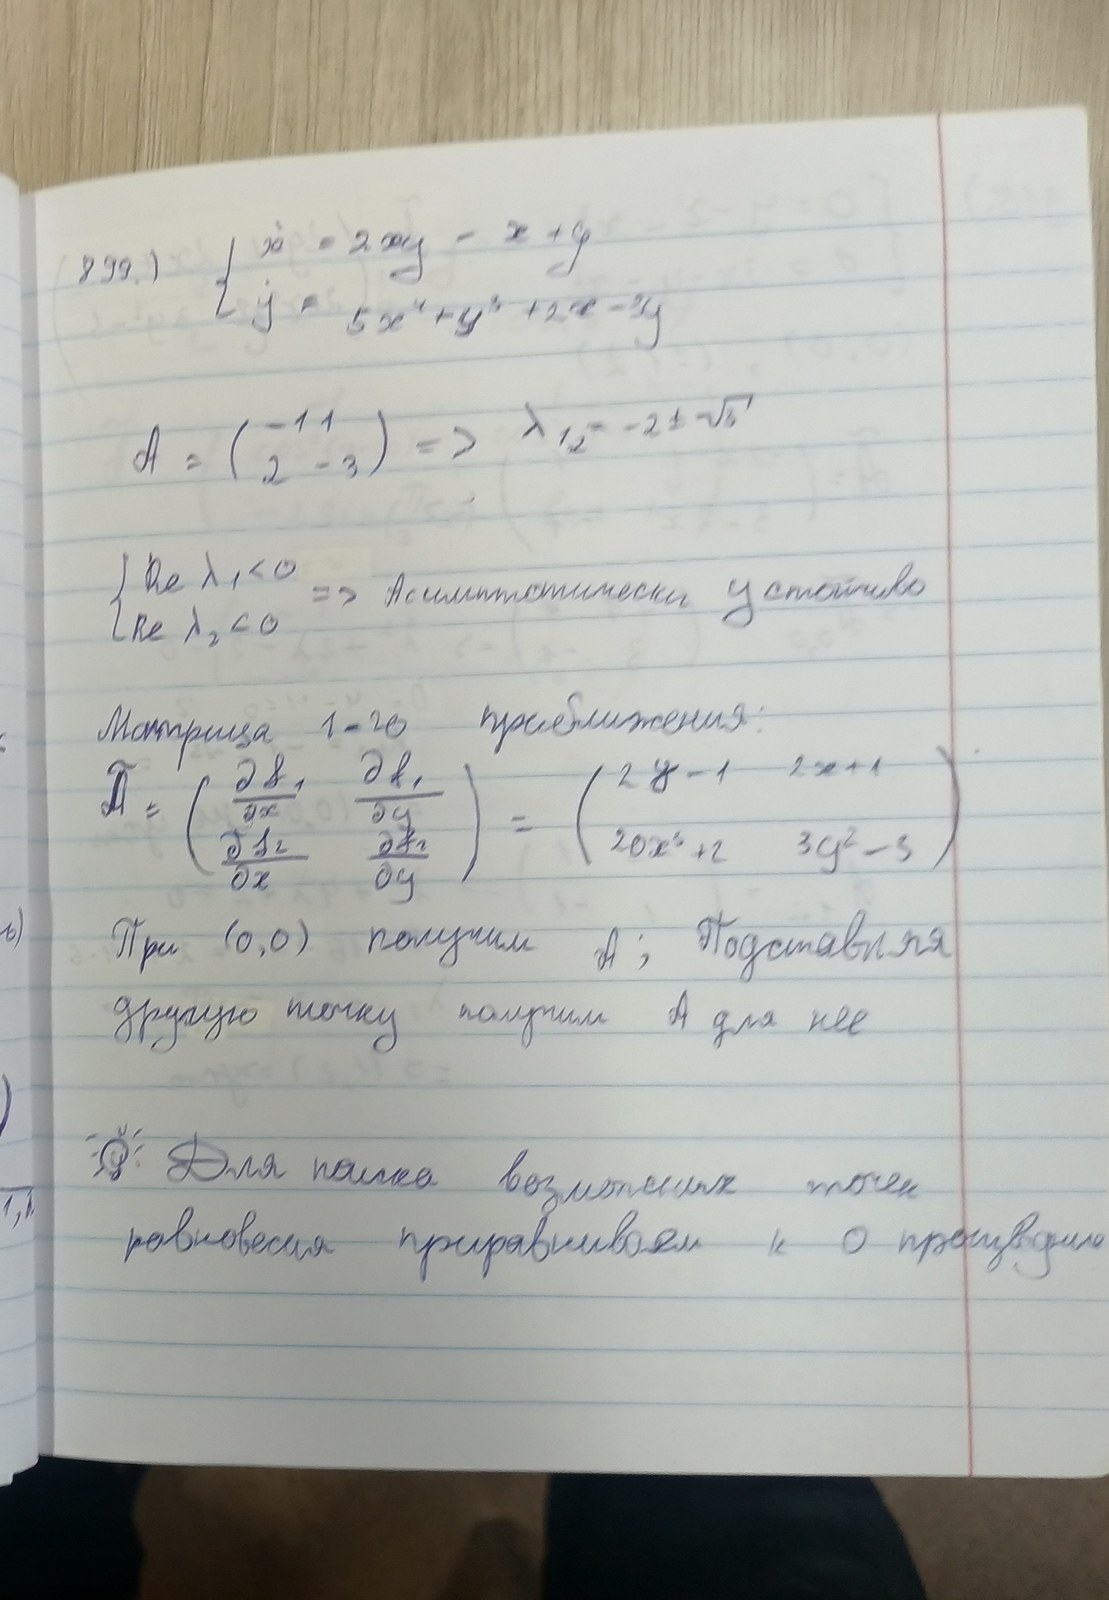 899.) { ẋ = 2xy - x + y
{ ẏ = 5x⁴ + y³ + 2x - 3y
A = ( -1 1 ; 2 -3 ) => λ₁,₂ = -2 ± √3
{ Re λ₁ < 0
{ Re λ₂ < 0 => Асимптотически устойчиво
Матрица 1-го приближения:
A = ( ∂f₁/∂x ∂f₁/∂y ; ∂f₂/∂x ∂f₂/∂y ) = ( 2y - 1 2x + 1 ; 20x³ + 2 3y² - 3 )
При (0,0) получим A; Подставляя
другую точку получим A для нее
Для поиска возможных точек
равновесия приравниваем к 0